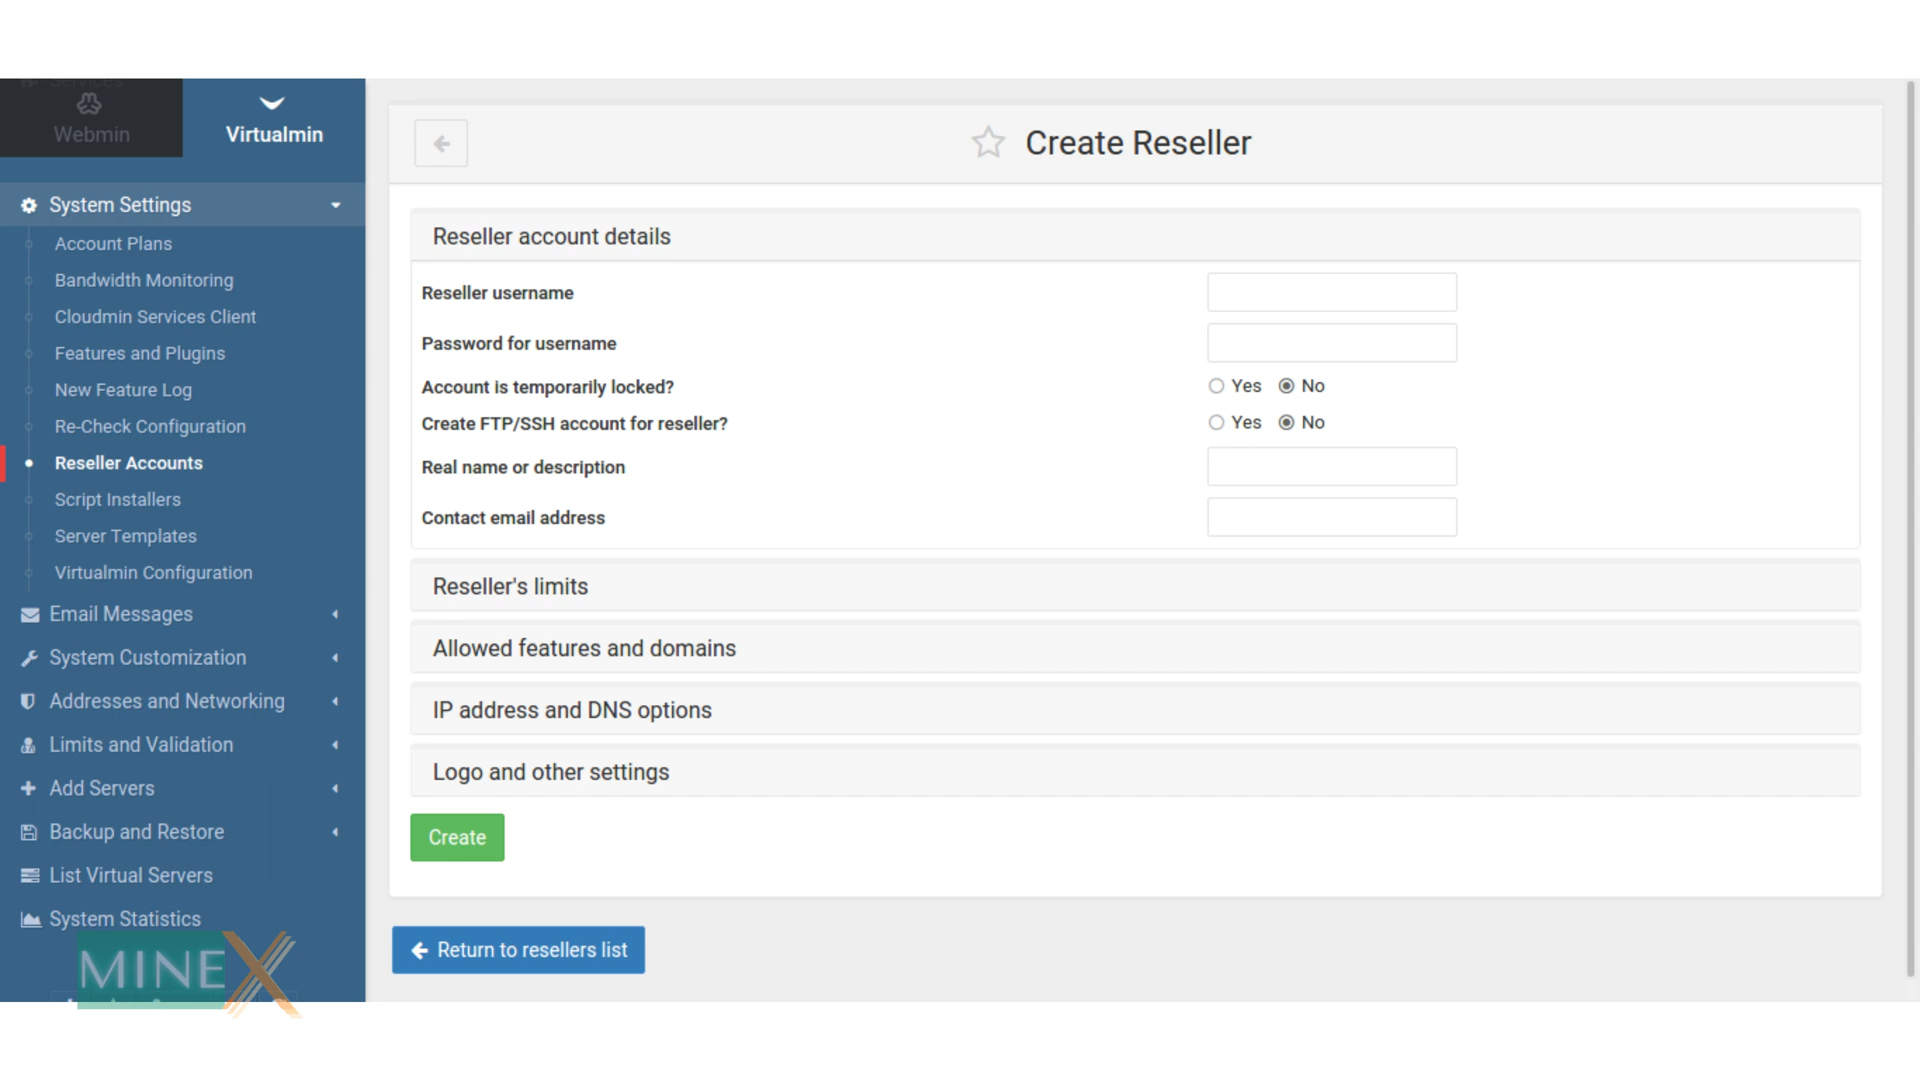 Webmin
Virtualmin
System Settings
Account Plans
Bandwidth Monitoring
Cloudmin Services Client
Features and Plugins
New Feature Log
Re-Check Configuration
Reseller Accounts
Script Installers
Server Templates
Virtualmin Configuration
Email Messages
System Customization
Addresses and Networking
Limits and Validation
Add Servers
Backup and Restore
List Virtual Servers
System Statistics
MINEX
Create Reseller
Reseller account details
Reseller username
Password for username
Account is temporarily locked? Yes No
Create FTP/SSH account for reseller? Yes No
Real name or description
Contact email address
Reseller's limits
Allowed features and domains
IP address and DNS options
Logo and other settings
Create
Return to resellers list